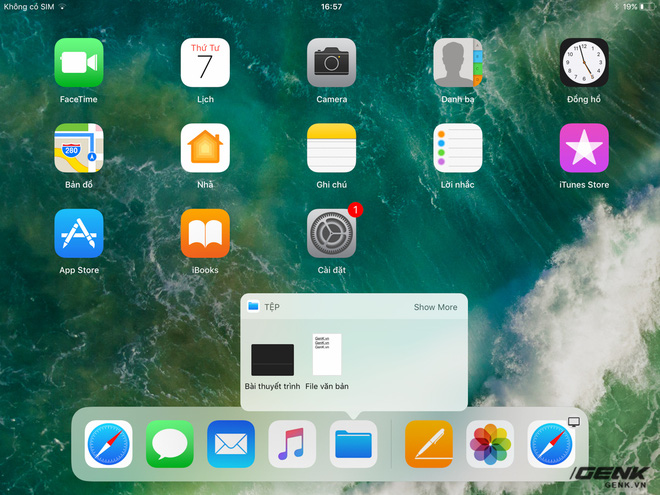 Không có SIM
16:57
19%
Thứ Tư
7
FaceTime
Lịch
Camera
Danh bạ
Đồng hồ
280
Bản đồ
Nhà
Ghi chú
Lời nhắc
iTunes Store
1
App Store
iBooks
Cài đặt
TỆP
Show More
GenK.vn
GenK.vn
GenK.vn
Bài thuyết trình
File văn bản
GENK
GENK.VN